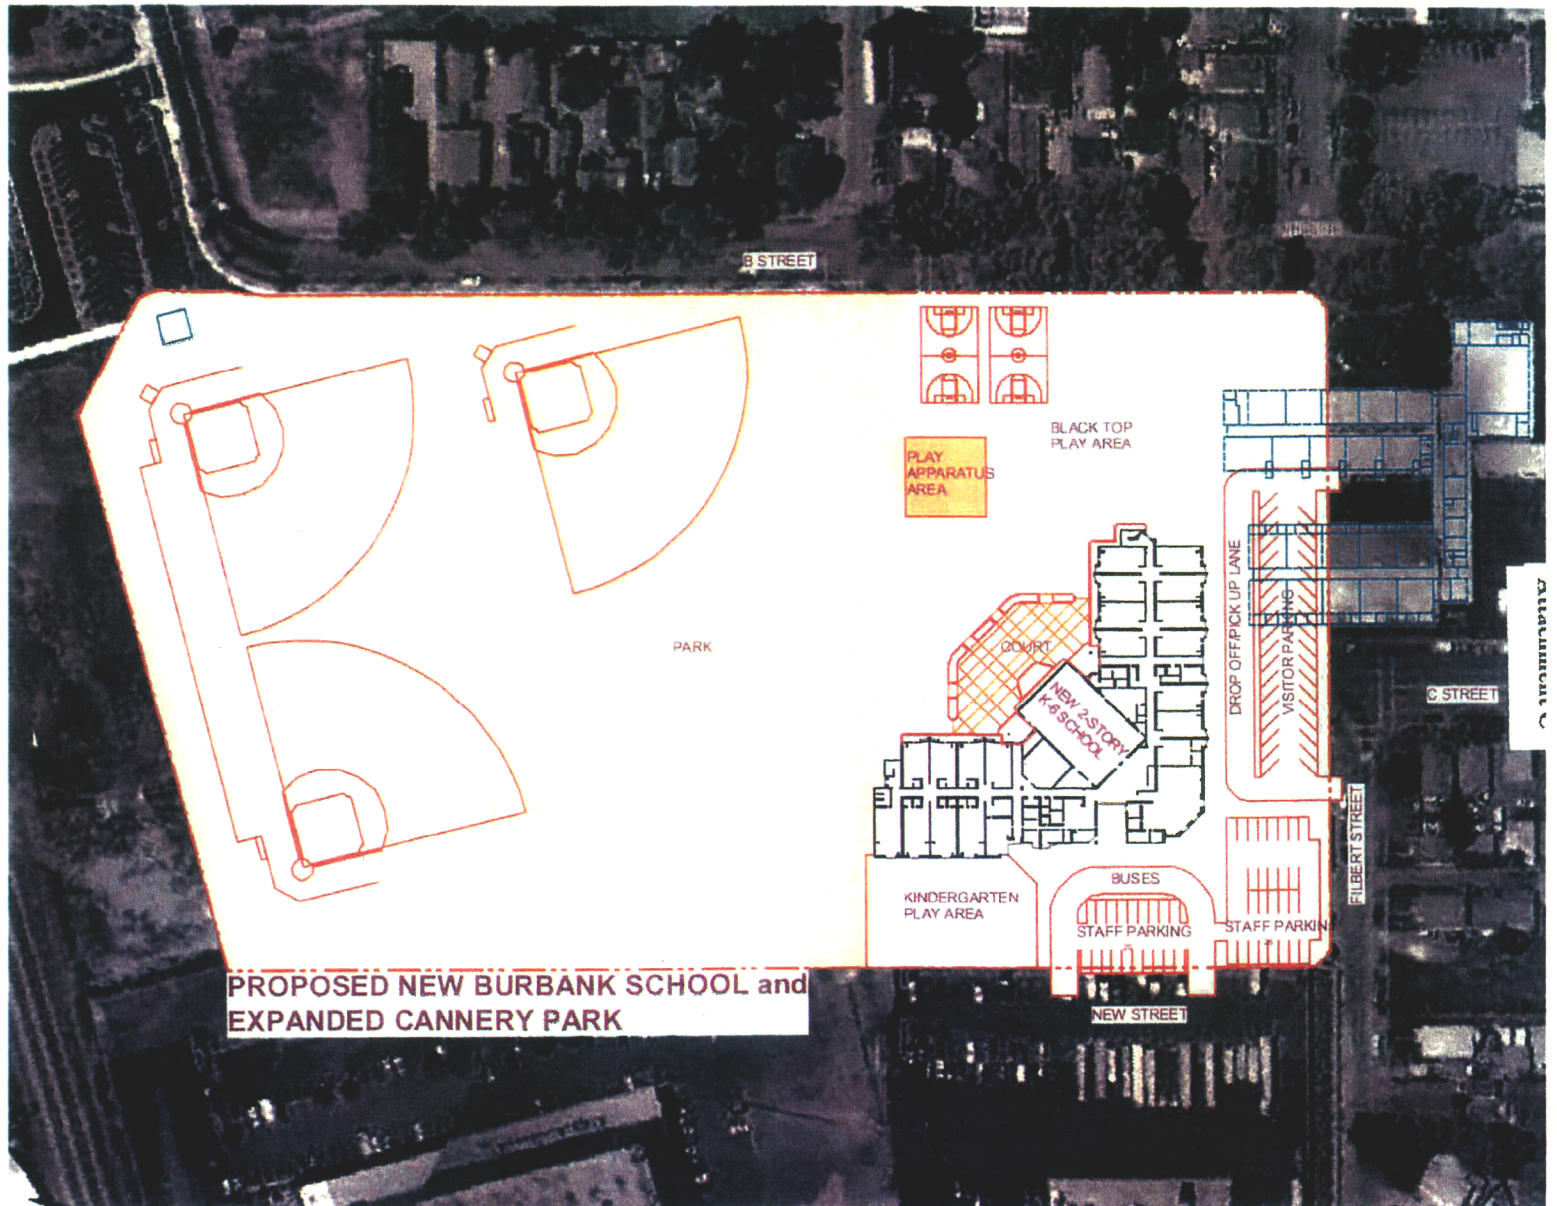 B STREET
BLACK TOP
PLAY AREA
PLAY
APPARATUS
AREA
DROP OFF/PICK UP LANE
VISITOR PARKING
COURT
PARK
NEW 2-STORY
K-6 SCHOOL
C STREET
Attachment C
FILBERT STREET
BUSES
KINDERGARTEN
PLAY AREA
STAFF PARKING
STAFF PARKIN
PROPOSED NEW BURBANK SCHOOL and
EXPANDED CANNERY PARK
NEW STREET